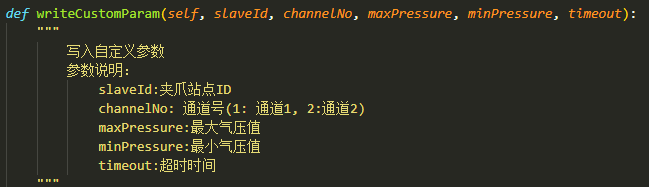 def writeCustomParam(self, slaveId, channelNo, maxPressure, minPressure, timeout):
"""
写入自定义参数
参数说明:
slaveId:夹爪站点ID
channelNo: 通道号(1: 通道1, 2:通道2)
maxPressure:最大气压值
minPressure:最小气压值
timeout:超时时间
"""